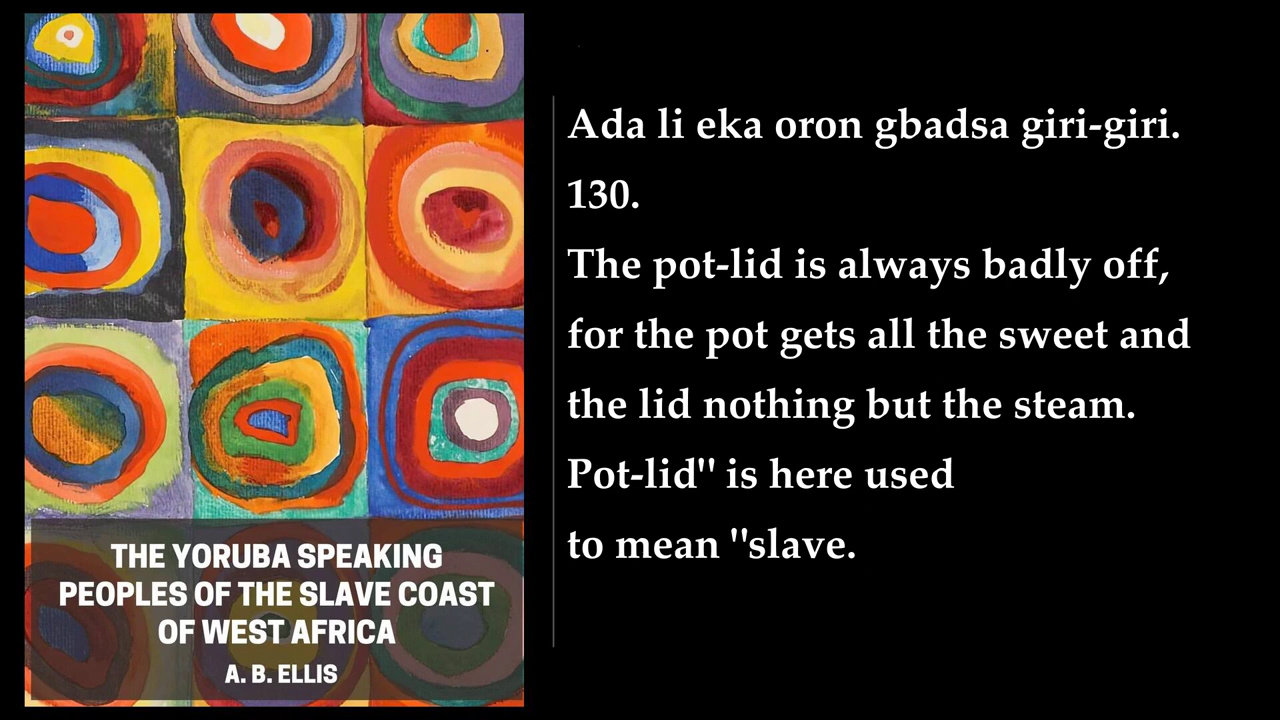 THE YORUBA SPEAKING
PEOPLES OF THE SLAVE COAST
OF WEST AFRICA
A. B. ELLIS
Ada li eka oron gbadsa giri-giri.
130.
The pot-lid is always badly off,
for the pot gets all the sweet and
the lid nothing but the steam.
Pot-lid" is here used
to mean "slave.